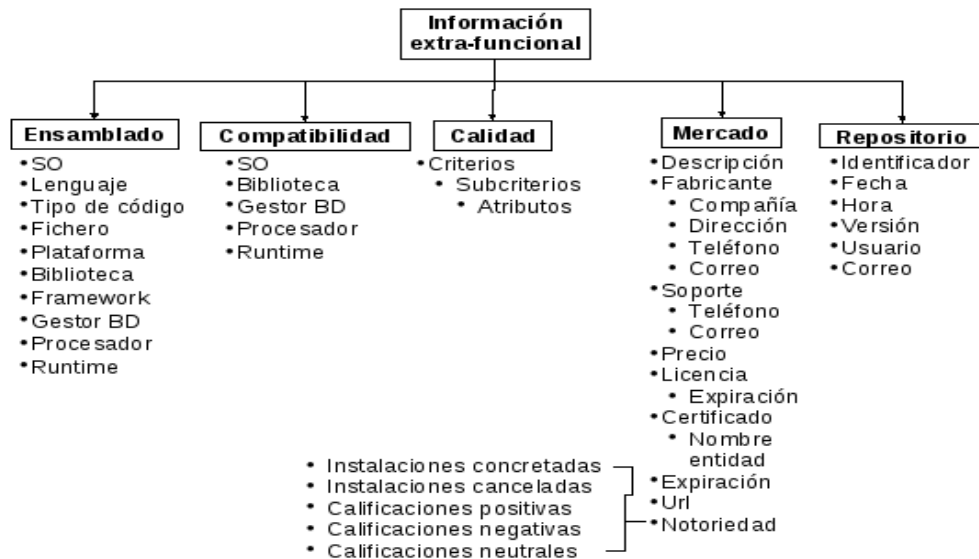 Información
extra-funcional
Ensamblado
• SO
• Lenguaje
• Tipo de código
• Fichero
• Plataforma
• Biblioteca
• Framework
• Gestor BD
• Procesador
• Runtime
Compatibilidad
• SO
• Biblioteca
• Gestor BD
• Procesador
• Runtime
Calidad
• Criterios
• Subcriterios
• Atributos
Mercado
• Descripción
• Fabricante
• Compañía
• Dirección
• Teléfono
• Correo
• Soporte
• Teléfono
• Correo
• Precio
• Licencia
• Expiración
• Certificado
• Nombre
entidad
• Expiración
• Url
• Notoriedad
• Instalaciones concretadas
• Instalaciones canceladas
• Calificaciones positivas
• Calificaciones negativas
• Calificaciones neutrales
Repositorio
• Identificador
• Fecha
• Hora
• Versión
• Usuario
• Correo